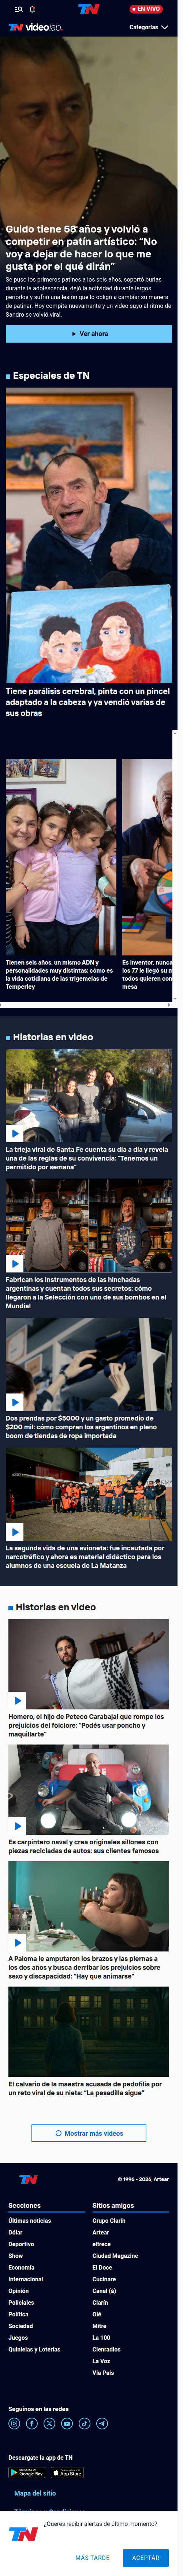 TN
EN VIVO
TN videolab.
Categorías
Guido tiene 58 años y volvió a
competir en patín artístico: “No
voy a dejar de hacer lo que me
gusta por el qué dirán”
Se puso los primeros patines a los seis años, soportó burlas
durante la adolescencia, dejó la actividad durante largos
períodos y sufrió una lesión que lo obligó a cambiar su manera
de patinar. Hoy compite nuevamente y un video suyo al ritmo de
Sandro se volvió viral.
Ver ahora
Especiales de TN
Tiene parálisis cerebral, pinta con un pincel
adaptado a la cabeza y ya vendió varias de
sus obras
Tienen seis años, un mismo ADN y
personalidades muy distintas: cómo es
la vida cotidiana de las trigemelas de
Temperley
Es inventor, nunca
los 77 le llegó su m
todos quieren con
mesa
Historias en video
La trieja viral de Santa Fe cuenta su día a día y revela
una de las reglas de su convivencia: "Tenemos un
permitido por semana"
Fabrican los instrumentos de las hinchadas
argentinas y cuentan todos sus secretos: cómo
llegaron a la Selección con uno de sus bombos en el
Mundial
Dos prendas por $5000 y un gasto promedio de
$200 mil: cómo compran los argentinos en pleno
boom de tiendas de ropa importada
La segunda vida de una avioneta: fue incautada por
narcotráfico y ahora es material didáctico para los
alumnos de una escuela de La Matanza
Historias en video
Homero, el hijo de Peteco Carabajal que rompe los
prejuicios del folclore: “Podés usar poncho y
maquillarte”
Es carpintero naval y crea originales sillones con
piezas recicladas de autos: sus clientes famosos
A Paloma le amputaron los brazos y las piernas a
los dos años y busca derribar los prejuicios sobre
sexo y discapacidad: "Hay que animarse"
El calvario de la maestra acusada de pedofilia por
un reto viral de su nieta: “La pesadilla sigue”
Mostrar más videos
TN
© 1996 - 2026, Artear
Secciones
Últimas noticias
Dólar
Deportivo
Show
Economía
Internacional
Opinión
Policiales
Política
Sociedad
Juegos
Quinielas y Loterías
Sitios amigos
Grupo Clarín
Artear
eltrece
Ciudad Magazine
El Doce
Cucinare
Canal (á)
Clarín
Olé
Mitre
La 100
Cienradios
La Voz
Vía País
Seguinos en las redes
Descargate la app de TN
Google Play
App Store
Mapa del sitio
TN
¿Querés recibir alertas de último momento?
MÁS TARDE
ACEPTAR